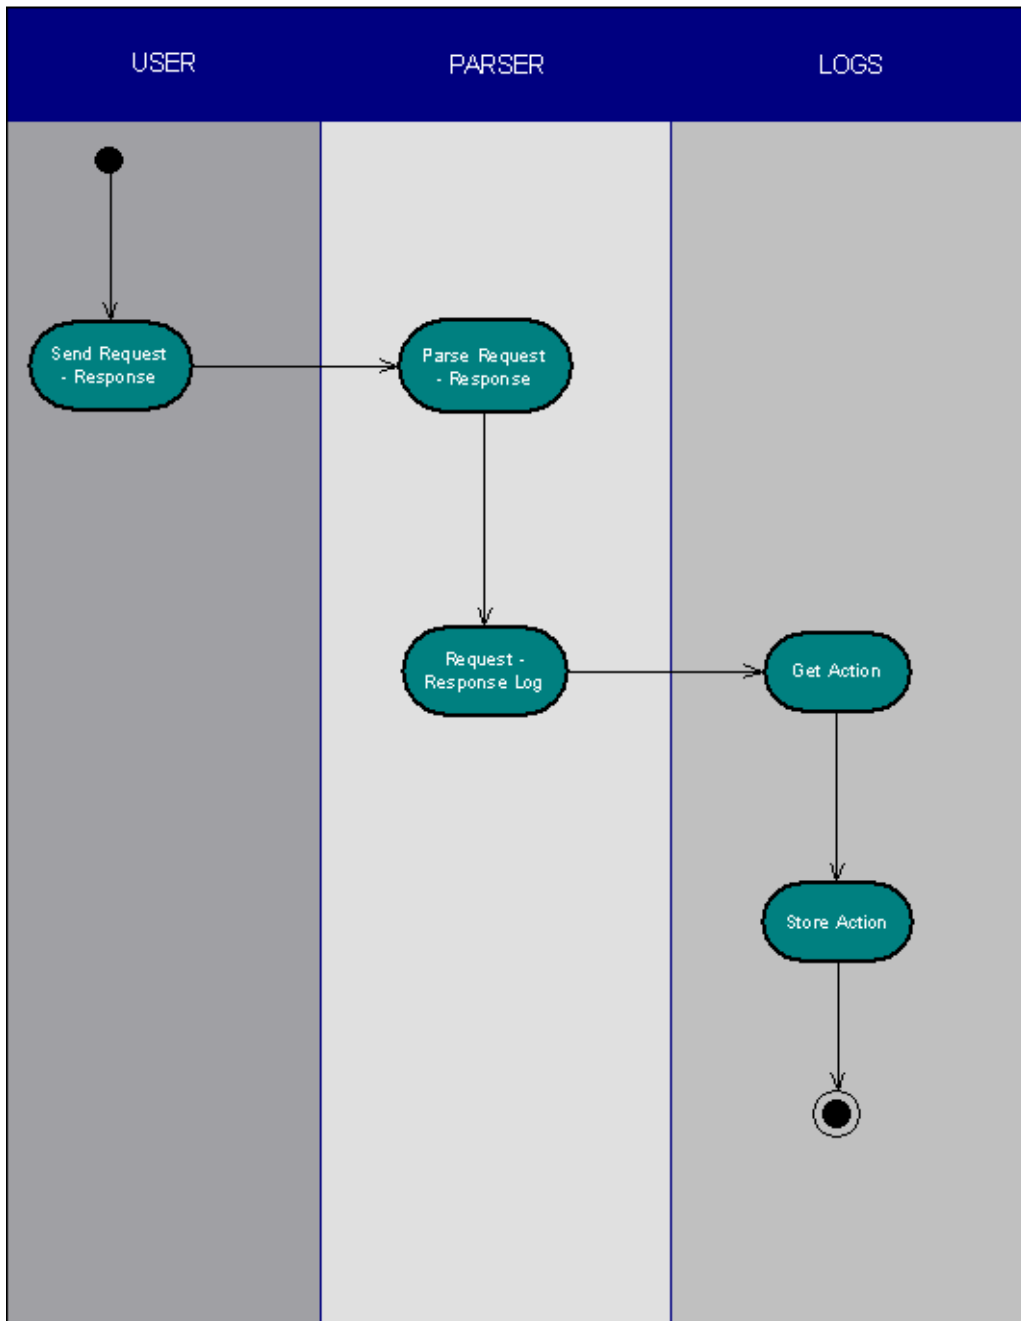 USER
PARSER
LOGS
Send Request
- Response
Parse Request
- Response
Request -
Response Log
Get Action
Store Action